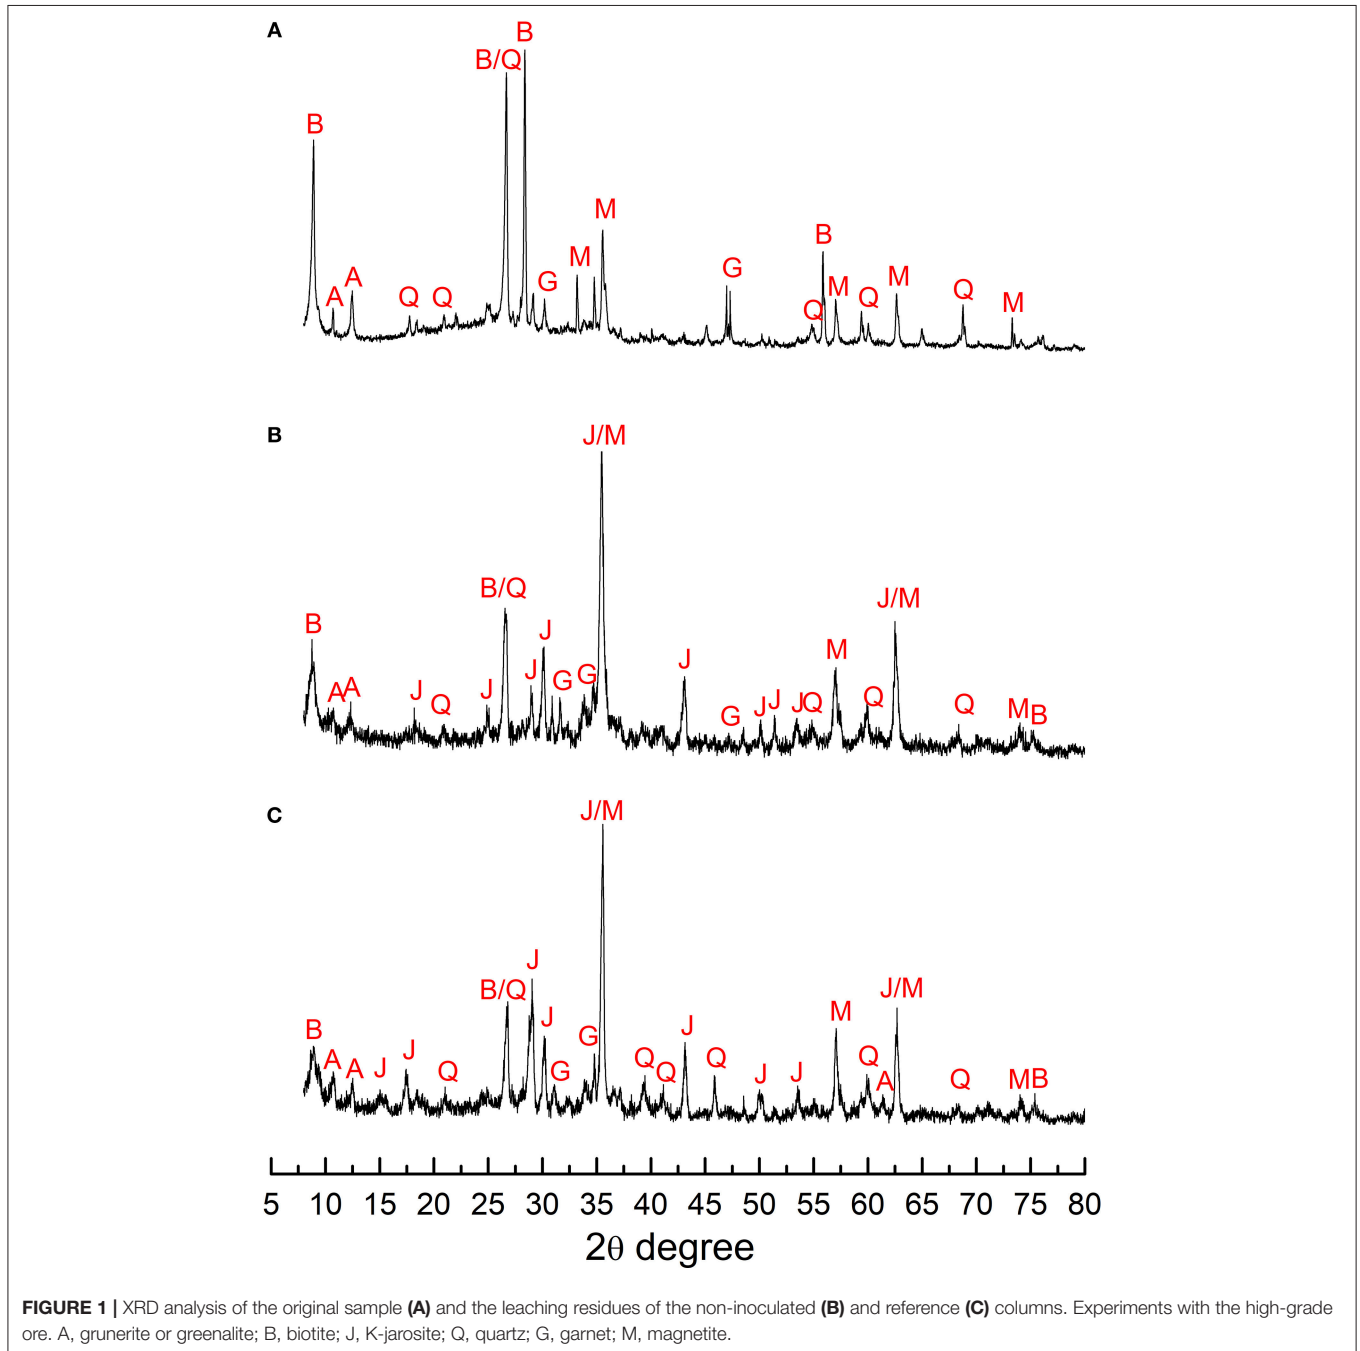 A
B
B/Q
B
A
A
Q
Q
G
M
M
G
Q
B
M
Q
M
Q
M
B
J/M
B/Q
B
A
A
J
Q
J
J
J
G
G
J
G
J
J
J
Q
M
Q
J/M
Q
M
B
C
J/M
B
A
A
J
J
Q
B/Q
J
J
G
G
Q
Q
J
Q
J
J
M
Q
A
J/M
Q
M
B
5 10 15 20 25 30 35 40 45 50 55 60 65 70 75 80
2θ degree
FIGURE 1 | XRD analysis of the original sample (A) and the leaching residues of the non-inoculated (B) and reference (C) columns. Experiments with the high-grade
ore. A, grunerite or greenalite; B, biotite; J, K-jarosite; Q, quartz; G, garnet; M, magnetite.